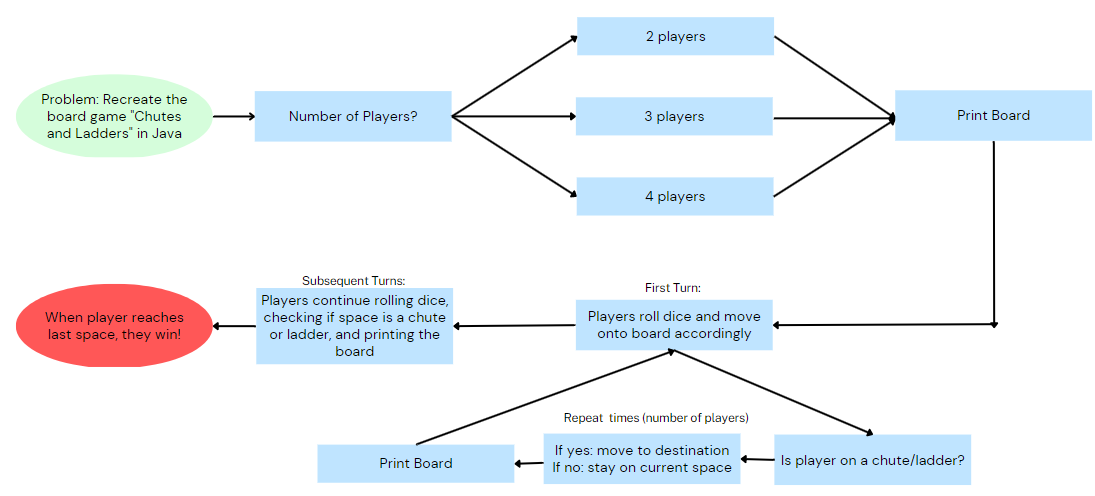 Problem: Recreate the
board game "Chutes
and Ladders" in Java
Number of Players?
2 players
3 players
4 players
Print Board
First Turn:
Players roll dice and move
onto board accordingly
Is player on a chute/ladder?
Repeat times (number of players)
If yes: move to destination
If no: stay on current space
Print Board
Subsequent Turns:
Players continue rolling dice,
checking if space is a chute
or ladder, and printing the
board
When player reaches
last space, they win!